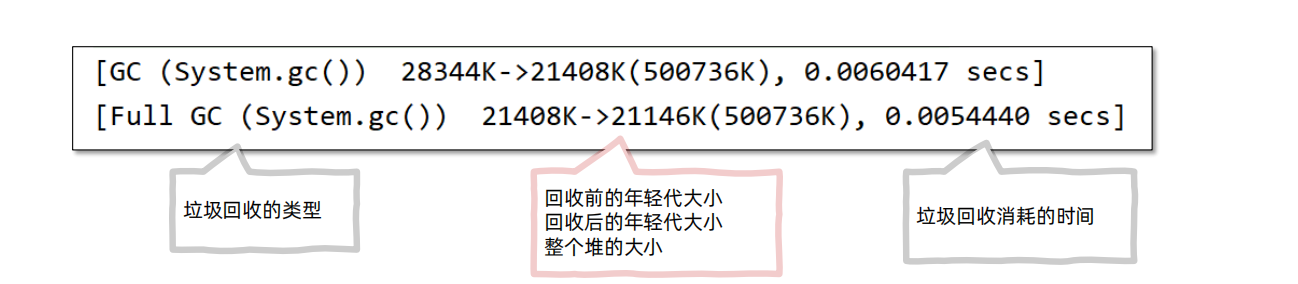 [GC (System.gc())  28344K->21408K(500736K), 0.0060417 secs]
[Full GC (System.gc())  21408K->21146K(500736K), 0.0054440 secs]
垃圾回收的类型
回收前的年轻代大小
回收后的年轻代大小
整个堆的大小
垃圾回收消耗的时间